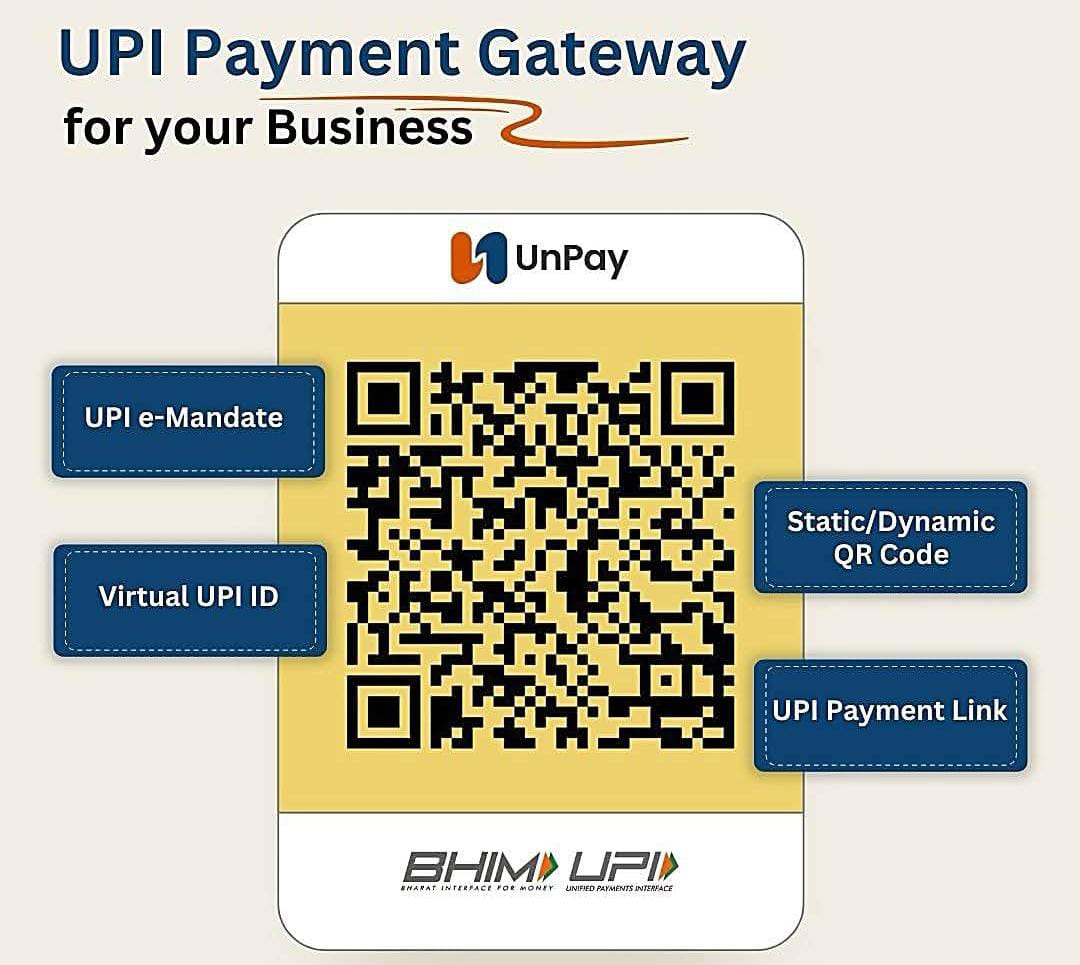 UPI Payment Gateway
for your Business
UnPay
UPI e-Mandate
Static/Dynamic
QR Code
Virtual UPI ID
UPI Payment Link
BHIM UPI
BHARAT INTERFACE FOR MONEY UNIFIED PAYMENTS INTERFACE